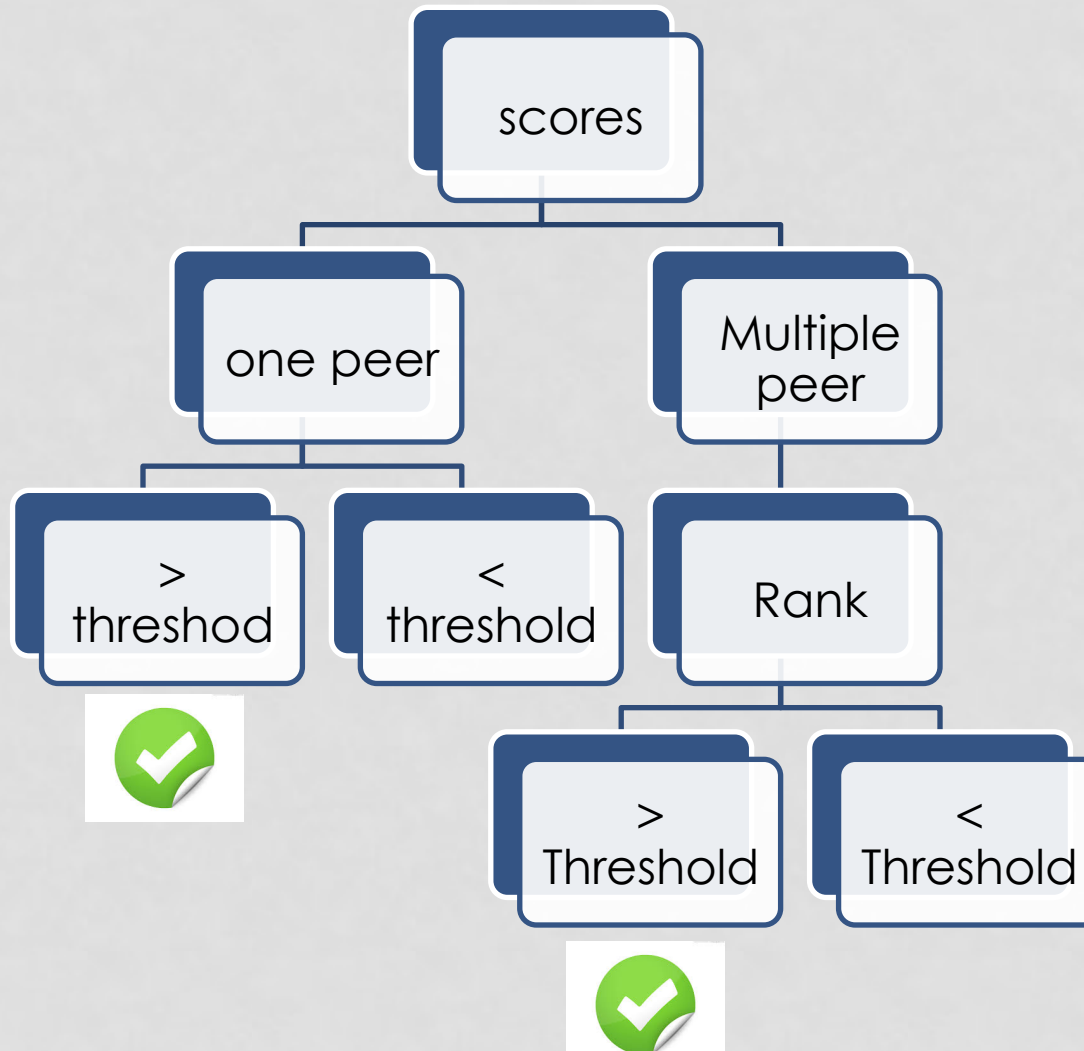 scores
one peer
Multiple
peer
>
threshod
<
threshold
Rank
>
Threshold
<
Threshold